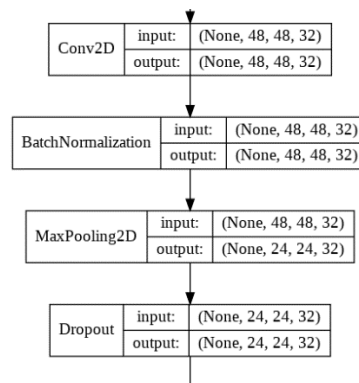 Conv2D input: (None, 48, 48, 32)
output: (None, 48, 48, 32)
BatchNormalization input: (None, 48, 48, 32)
output: (None, 48, 48, 32)
MaxPooling2D input: (None, 48, 48, 32)
output: (None, 24, 24, 32)
Dropout input: (None, 24, 24, 32)
output: (None, 24, 24, 32)